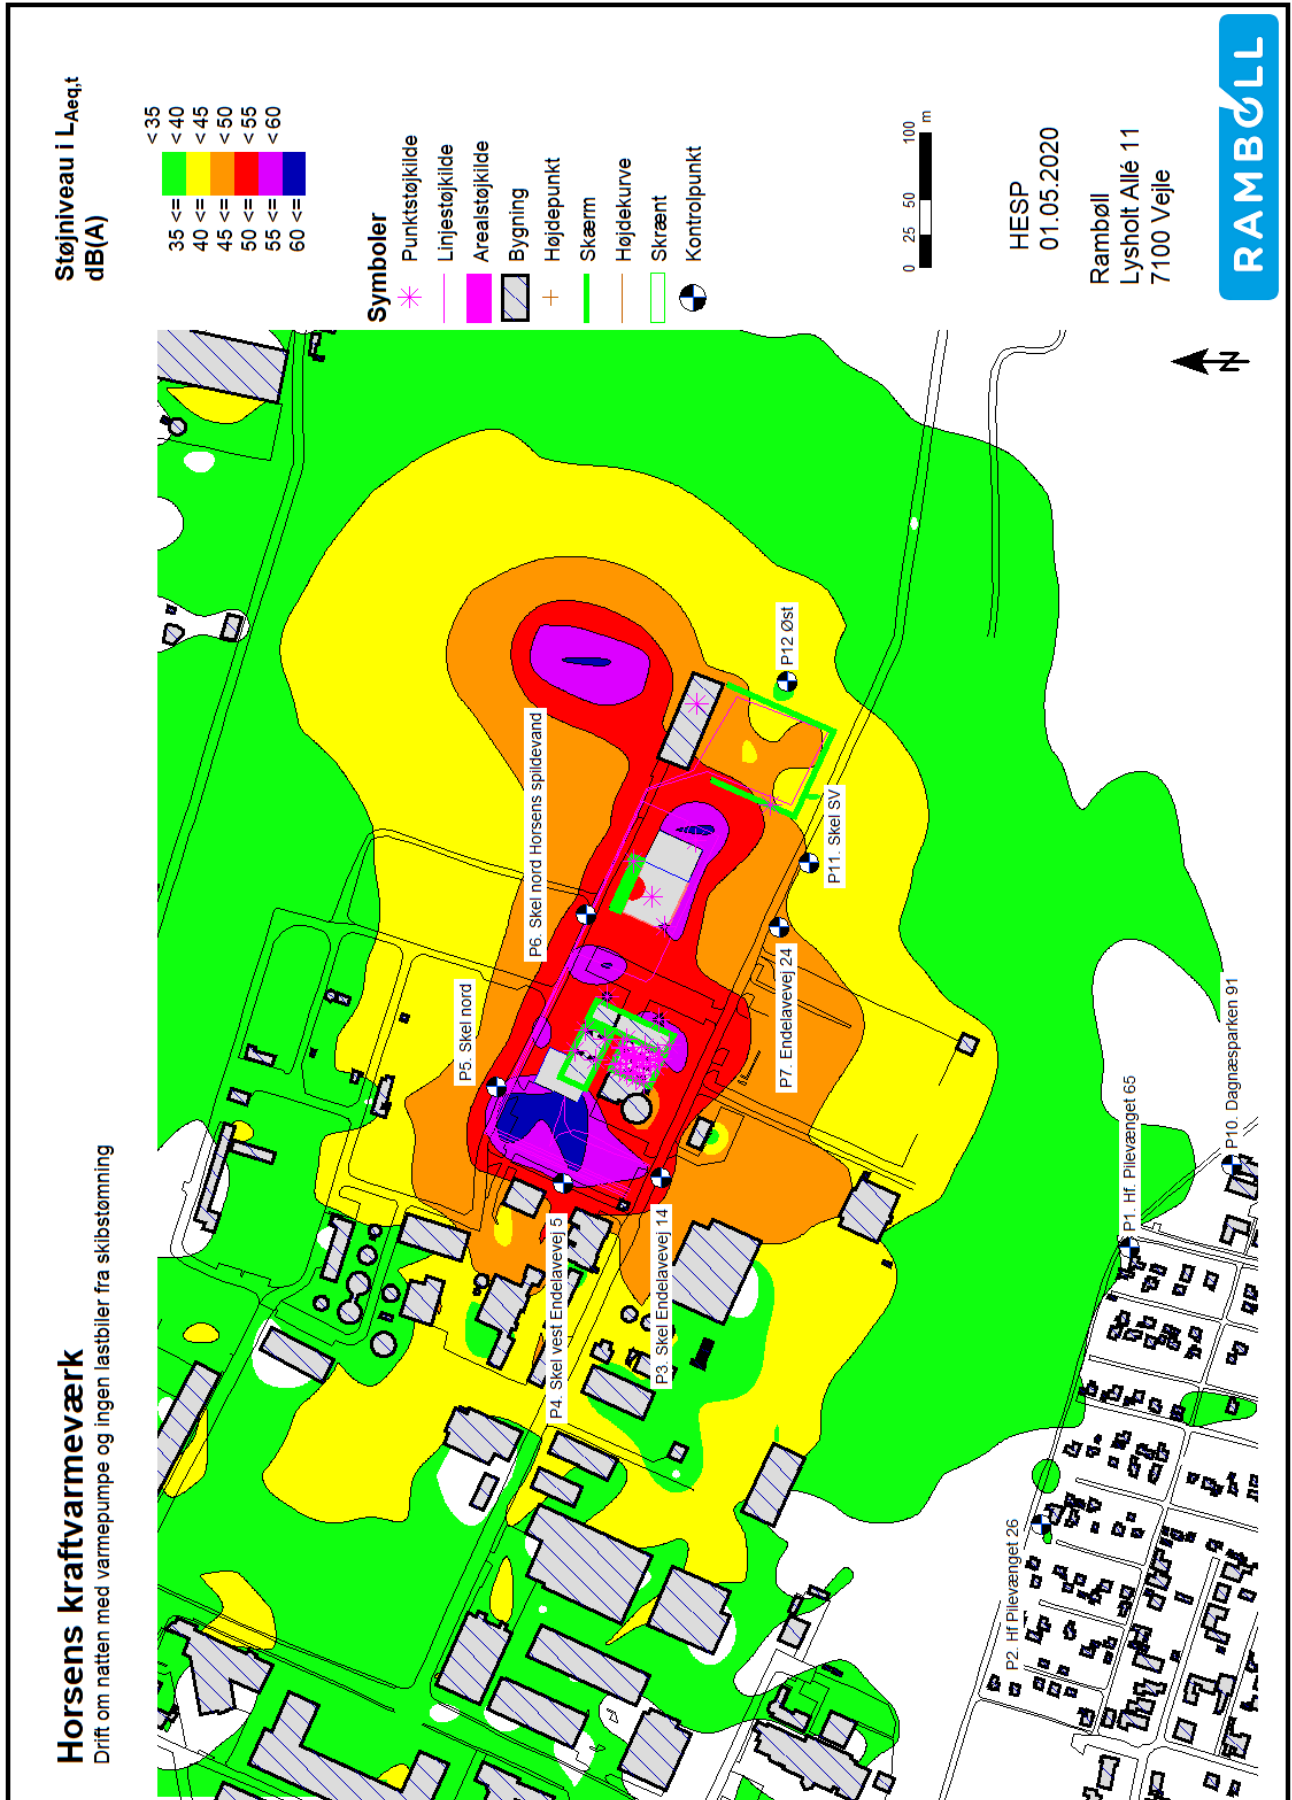 Horsens kraftvarmeværk
Drift om natten med varmepumpe og ingen lastbiler fra skibstømning
Støjniveau i LAeq,t
dB(A)
< 35
35 <= < 40
40 <= < 45
45 <= < 50
50 <= < 55
55 <= < 60
60 <=
Symboler
Punktstøjkilde
Linjestøjkilde
Arealstøjkilde
Bygning
Højdepunkt
Skærm
Højdekurve
Skrænt
Kontrolpunkt
0 25 50 100 m
HESP
01.05.2020
Rambøll
Lysholt Allé 11
7100 Vejle
RAMBØLL
N
P5. Skel nord
P6. Skel nord Horsens spildevand
P4. Skel vest Endelavevej 5
P3. Skel Endelavevej 14
P12 Øst
P7. Endelavevej 24
P11. Skel SV
P2. Hf Pilevænget 26
P1. Hf. Pilevænget 65
P10. Dagnæsparken 91